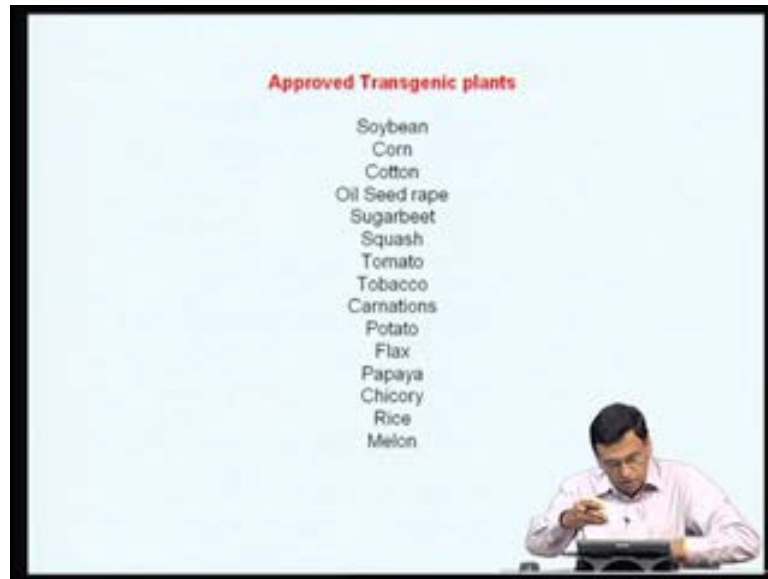 Approved Transgenic plants
Soybean
Corn
Cotton
Oil Seed rape
Sugarbeet
Squash
Tomato
Tobacco
Carnations
Potato
Flax
Papaya
Chicory
Rice
Melon